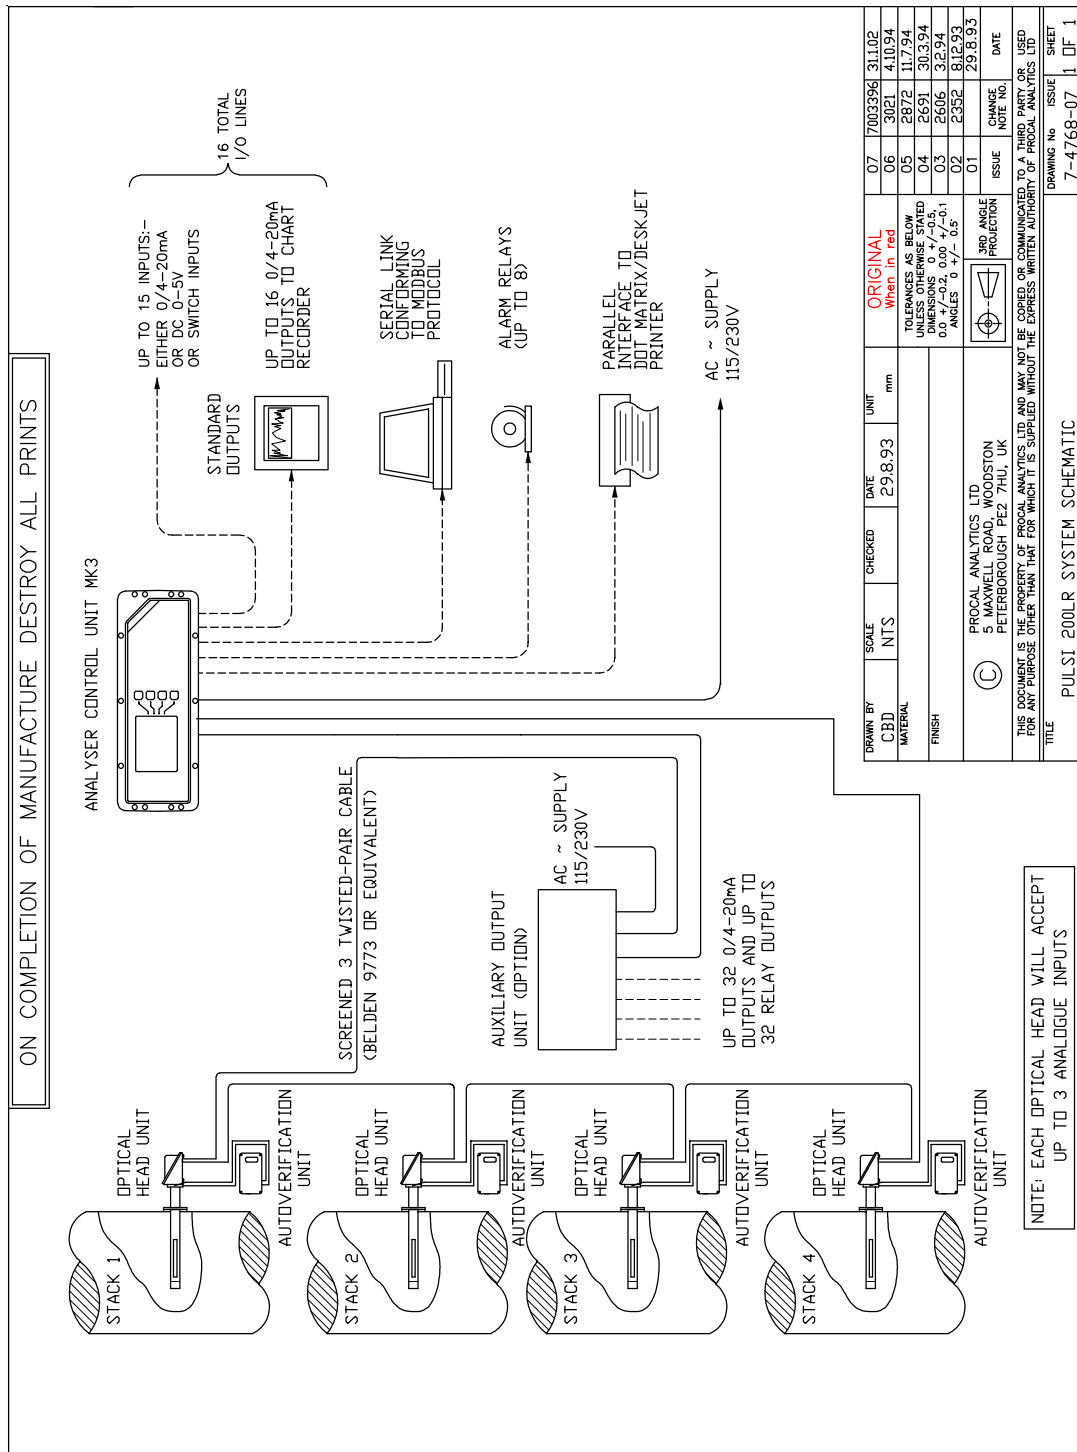 ON COMPLETION OF MANUFACTURE DESTROY ALL PRINTS
ANALYSER CONTROL UNIT MK3
UP TO 15 INPUTS:-
EITHER 0/4-20mA
OR DC 0-5V
OR SWITCH INPUTS
16 TOTAL
I/O LINES
STANDARD
OUTPUTS
UP TO 16 0/4-20mA
OUTPUTS TO CHART
RECORDER
SERIAL LINK
CONFORMING
TO MODBUS
PROTOCOL
ALARM RELAYS
(UP TO 8)
PARALLEL
INTERFACE TO
DOT MATRIX/DESKJET
PRINTER
AC ~ SUPPLY
115/230V
SCREENED 3 TWISTED-PAIR CABLE
(BELDEN 9773 OR EQUIVALENT)
AUXILIARY OUTPUT
UNIT (OPTION)
AC ~ SUPPLY
115/230V
UP TO 32 0/4-20mA
OUTPUTS AND UP TO
32 RELAY OUTPUTS
OPTICAL
HEAD UNIT
STACK 1
AUTOVERIFICATION
UNIT
OPTICAL
HEAD UNIT
STACK 2
AUTOVERIFICATION
UNIT
OPTICAL
HEAD UNIT
STACK 3
AUTOVERIFICATION
UNIT
OPTICAL
HEAD UNIT
STACK 4
AUTOVERIFICATION
UNIT
NOTE: EACH OPTICAL HEAD WILL ACCEPT
UP TO 3 ANALOGUE INPUTS
DRAWN BY
CBD
SCALE
NTS
CHECKED
DATE
29.8.93
UNIT
mm
MATERIAL
FINISH
ORIGINAL
When in red
TOLERANCES AS BELOW
UNLESS OTHERWISE STATED
DIMENSIONS 0 +/-0.5,
0.0 +/-0.2, 0.00 +/-0.1
ANGLES 0 +/- 0.5°
3RD ANGLE
PROJECTION
07 7003396 31.1.02
06 3021 4.10.94
05 2872 11.7.94
04 2691 30.3.94
03 2606 3.2.94
02 2352 8.12.93
01 29.8.93
ISSUE CHANGE NOTE NO. DATE
C
PROCAL ANALYTICS LTD
5 MAXWELL ROAD, WOODSTON
PETERBOROUGH PE2 7HU, UK
THIS DOCUMENT IS THE PROPERTY OF PROCAL ANALYTICS LTD AND MAY NOT BE COPIED OR COMMUNICATED TO A THIRD PARTY OR USED
FOR ANY PURPOSE OTHER THAN THAT FOR WHICH IT IS SUPPLIED WITHOUT THE EXPRESS WRITTEN AUTHORITY OF PROCAL ANALYTICS LTD
TITLE
PULSI 200LR SYSTEM SCHEMATIC
DRAWING No ISSUE
7-4768-07
SHEET
1 OF 1